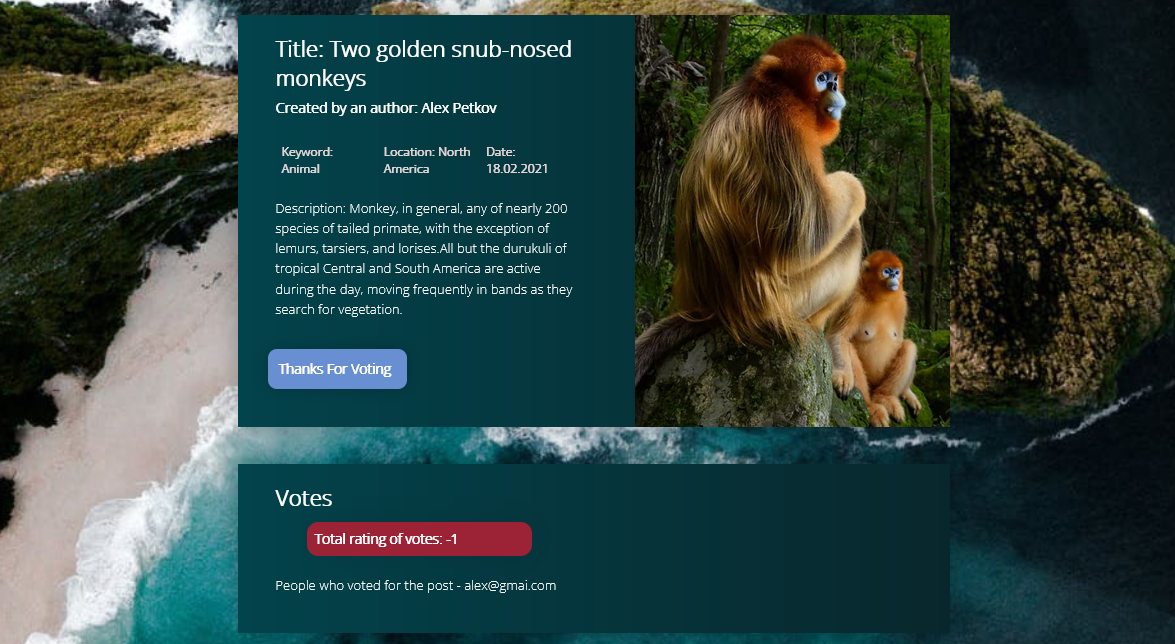 Title: Two golden snub-nosed
monkeys
Created by an author: Alex Petkov
Keyword:
Animal
Location: North
America
Date:
18.02.2021
Description: Monkey, in general, any of nearly 200
species of tailed primate, with the exception of
lemurs, tarsiers, and lorises.All but the durukuli of
tropical Central and South America are active
during the day, moving frequently in bands as they
search for vegetation.
Thanks For Voting
Votes
Total rating of votes: -1
People who voted for the post - alex@gmai.com